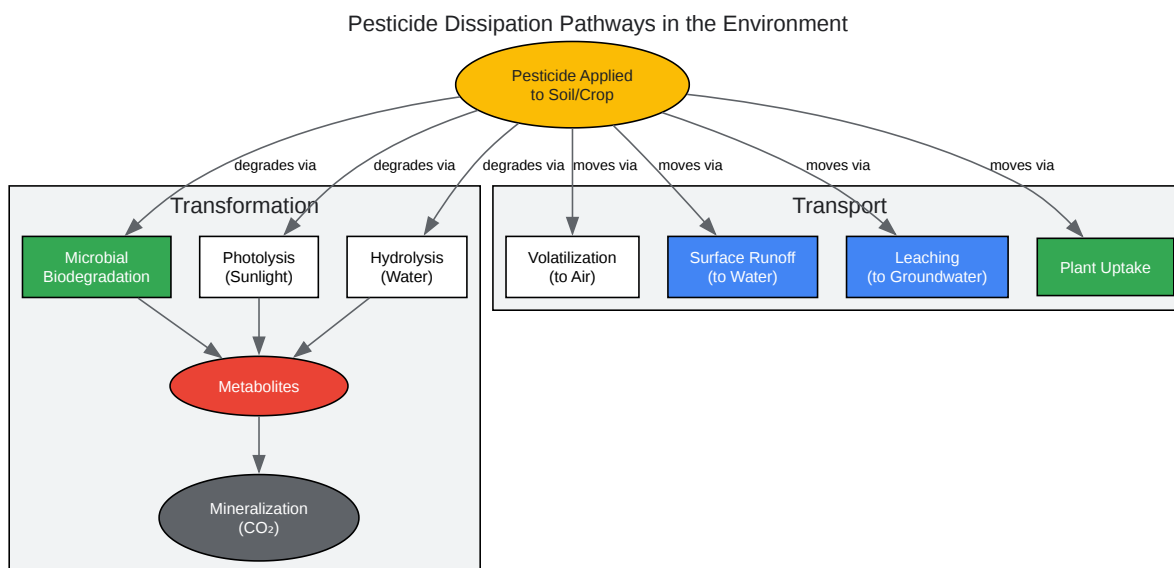 Pesticide Dissipation Pathways in the Environment
Pesticide Applied
to Soil/Crop
degrades via
degrades via
degrades via
moves via
moves via
moves via
moves via
Transformation
Transport
Microbial
Biodegradation
Photolysis
(Sunlight)
Hydrolysis
(Water)
Volatilization
(to Air)
Surface Runoff
(to Water)
Leaching
(to Groundwater)
Plant Uptake
Metabolites
Mineralization
(CO₂)